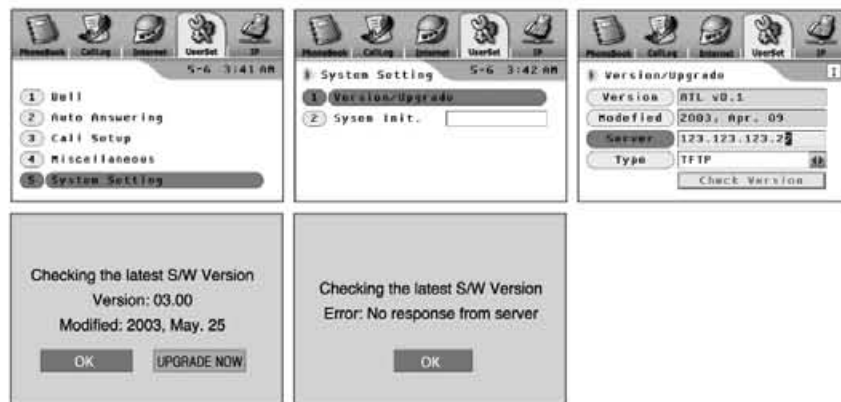 PhoneBook CallLog Internet UserSet IP
5-6 3:41 AM
1 Bell
2 Auto Answering
3 Call Setup
4 Miscellaneous
5 System Setting
PhoneBook CallLog Internet UserSet IP
System Setting 5-6 3:42 AM
1 Version/Upgrade
2 Sysem Init.
PhoneBook CallLog Internet UserSet IP
Version/Upgrade I
Version ATL v0.1
Modefied 2003, Apr. 09
Server 123.123.123.22
Type TFTP
Check Version
Checking the latest S/W Version
Version: 03.00
Modified: 2003, May. 25
OK UPGRADE NOW
Checking the latest S/W Version
Error: No response from server
OK